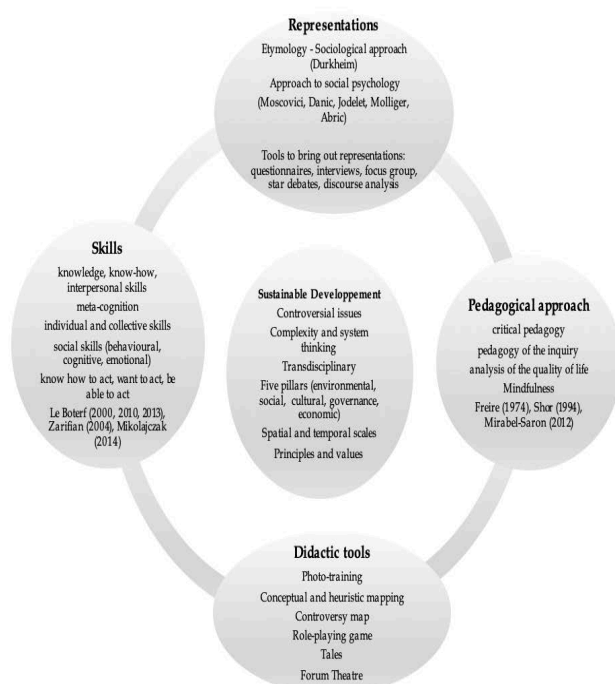 Representations
Etymology - Sociological approach
(Durkheim)
Approach to social psychology
(Moscovici, Danic, Jodelet, Molliger,
Abric)
Tools to bring out representations:
questionnaires, interviews, focus group,
star debates, discourse analysis
Skills
knowledge, know-how,
interpersonal skills
meta-cognition
individual and collective skills
social skills (behavioural,
cognitive, emotional)
know how to act, want to act, be
able to act
Le Boterf (2000, 2010, 2013),
Zarifian (2004), Mikolajczak
(2014)
Sustainable Developpement
Controversial issues
Complexity and system
thinking
Transdisciplinary
Five pillars (environmental,
social, cultural, governance,
economic)
Spatial and temporal scales
Principles and values
Pedagogical approach
critical pedagogy
pedagogy of the inquiry
analysis of the quality of life
Mindfulness
Freire (1974), Shor (1994),
Mirabel-Saron (2012)
Didactic tools
Photo-training
Conceptual and heuristic mapping
Controversy map
Role-playing game
Tales
Forum Theatre